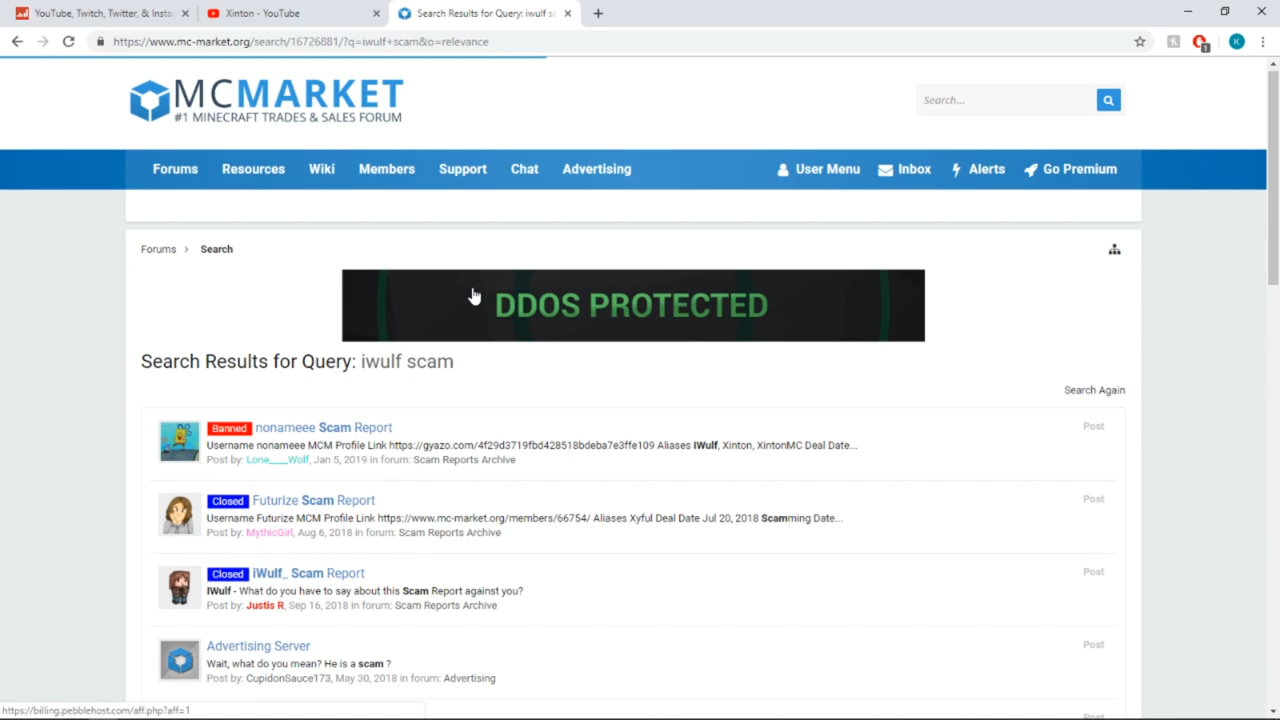 YouTube, Twitch, Twitter, & Insta
Xinton - YouTube
Search Results for Query: iwulf sc
https://www.mc-market.org/search/16726881/?q=iwulf+scam&o=relevance
1
K
MCMARKET
#1 MINECRAFT TRADES & SALES FORUM
Search...
Forums Resources Wiki Members Support Chat Advertising User Menu Inbox Alerts Go Premium
Forums > Search
DDOS PROTECTED
Search Results for Query: iwulf scam
Search Again
Banned nonameee Scam Report Post
Username nonameee MCM Profile Link https://gyazo.com/4f29d3719fbd428518bdeba7e3ffe109 Aliases IWulf, Xinton, XintonMC Deal Date...
Post by: Lone___Wolf, Jan 5, 2019 in forum: Scam Reports Archive
Closed Futurize Scam Report Post
Username Futurize MCM Profile Link https://www.mc-market.org/members/66754/ Aliases Xyful Deal Date Jul 20, 2018 Scamming Date...
Post by: MythicGirl, Aug 6, 2018 in forum: Scam Reports Archive
Closed iWulf_ Scam Report Post
IWulf - What do you have to say about this Scam Report against you?
Post by: Justis R, Sep 16, 2018 in forum: Scam Reports Archive
Advertising Server Post
Wait, what do you mean? He is a scam ?
Post by: CupidonSauce173, May 30, 2018 in forum: Advertising
Post
https://billing.pebblehost.com/aff.php?aff=1